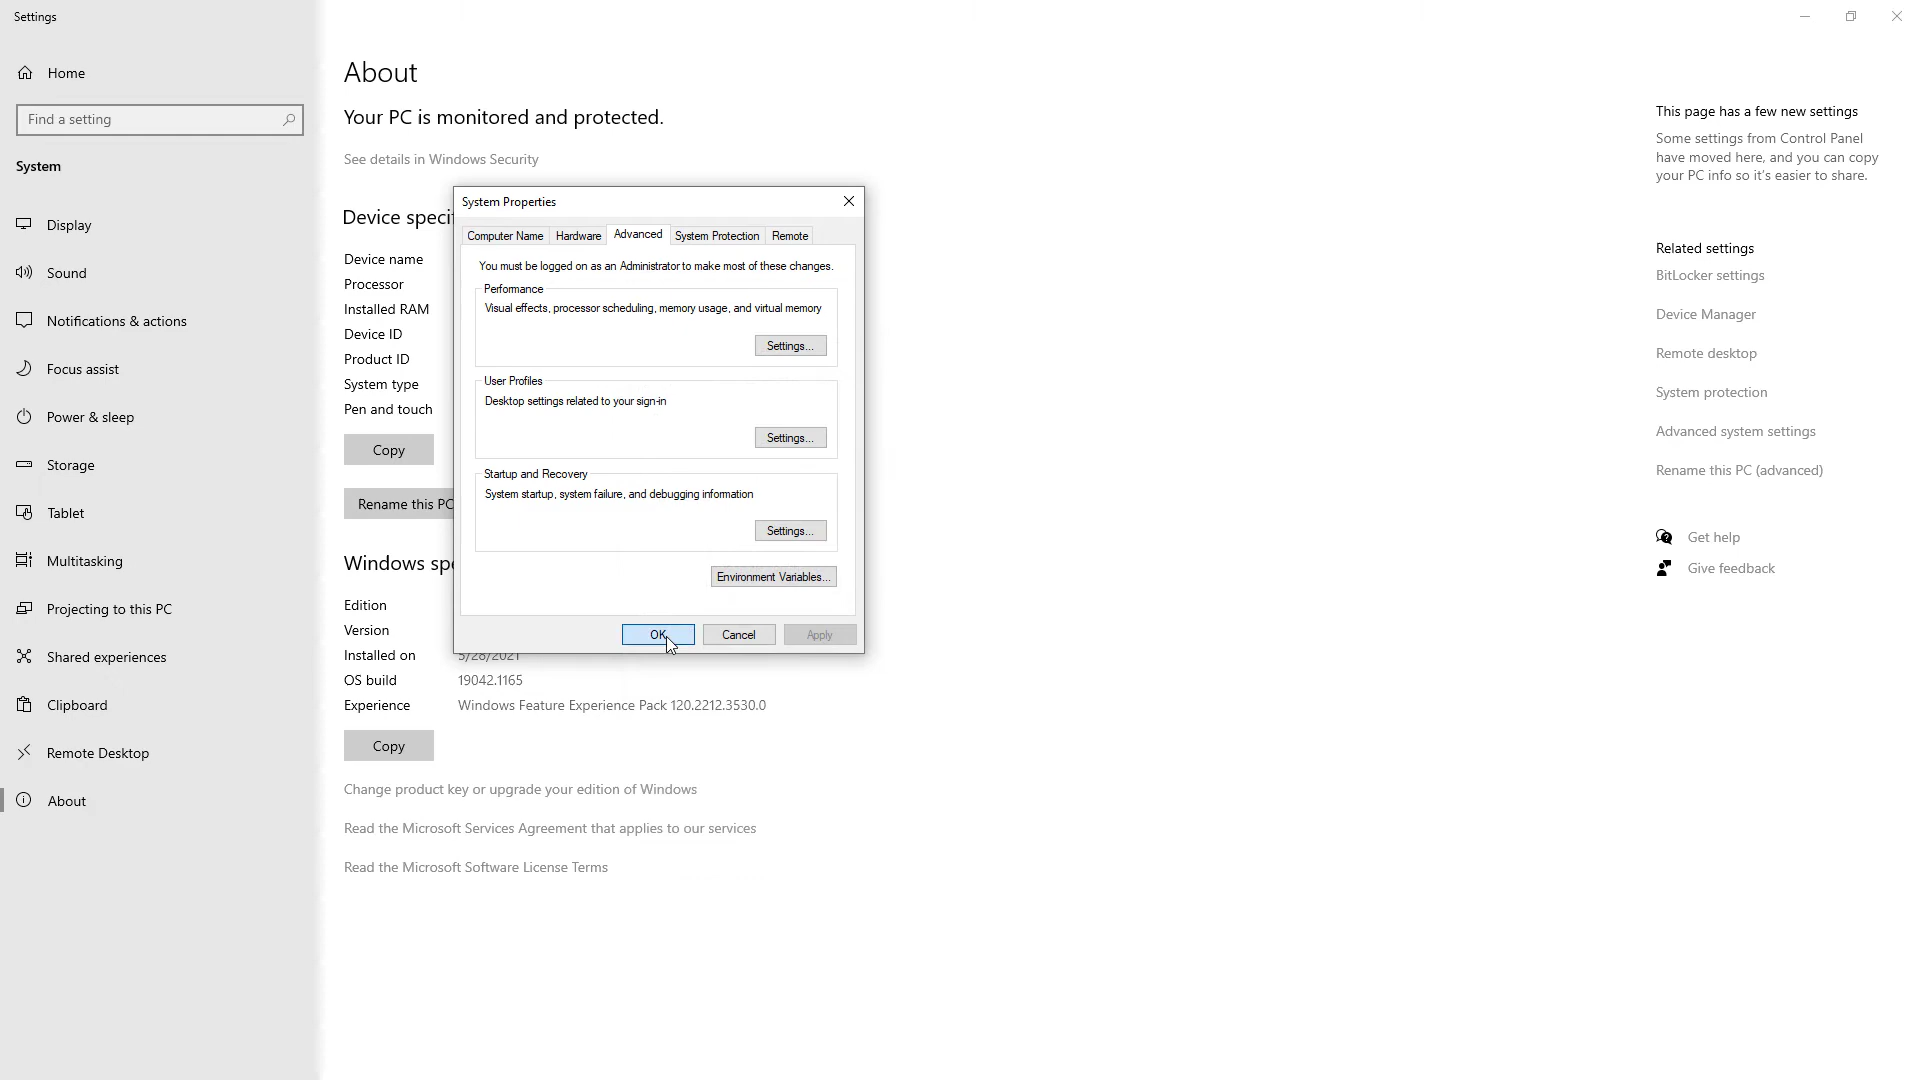 Settings
Home
Find a setting
System
Display
Sound
Notifications & actions
Focus assist
Power & sleep
Storage
Tablet
Multitasking
Projecting to this PC
Shared experiences
Clipboard
Remote Desktop
About
About
Your PC is monitored and protected.
See details in Windows Security
Device
Device name
Processor
Installed RAM
Device ID
Product ID
System type
Pen and touch
Copy
Rename this PC
Windows
Edition
Version
Installed on 5/28/2021
OS build 19042.1165
Experience Windows Feature Experience Pack 120.2212.3530.0
Copy
Change product key or upgrade your edition of Windows
Read the Microsoft Services Agreement that applies to our services
Read the Microsoft Software License Terms
System Properties
Computer Name Hardware Advanced System Protection Remote
You must be logged on as an Administrator to make most of these changes.
Performance
Visual effects, processor scheduling, memory usage, and virtual memory
Settings...
User Profiles
Desktop settings related to your sign-in
Settings...
Startup and Recovery
System startup, system failure, and debugging information
Settings...
Environment Variables...
OK Cancel Apply
This page has a few new settings
Some settings from Control Panel
have moved here, and you can copy
your PC info so it's easier to share.
Related settings
BitLocker settings
Device Manager
Remote desktop
System protection
Advanced system settings
Rename this PC (advanced)
Get help
Give feedback